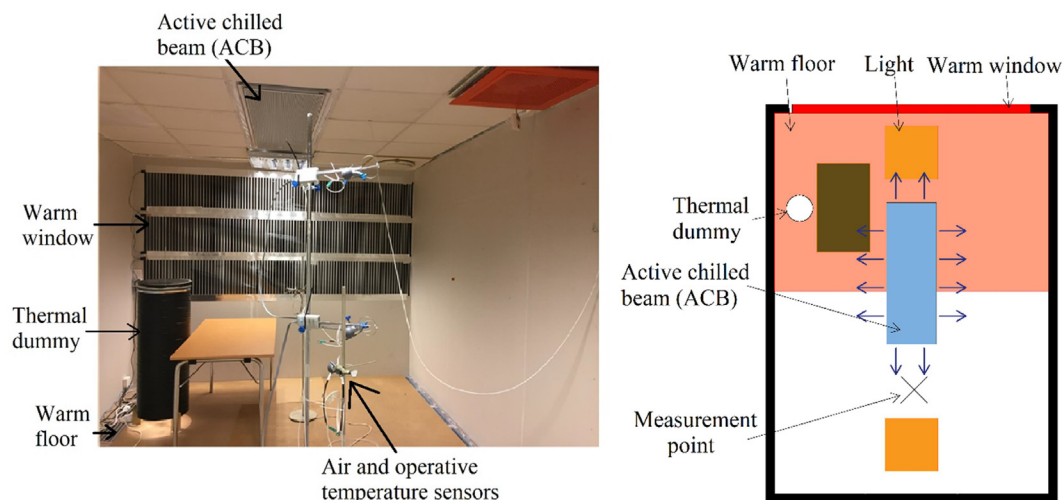 Active chilled
beam (ACB)
Warm
window
Thermal
dummy
Warm
floor
Air and operative
temperature sensors
Warm floor
Light
Warm window
Thermal
dummy
Active chilled
beam (ACB)
Measurement
point